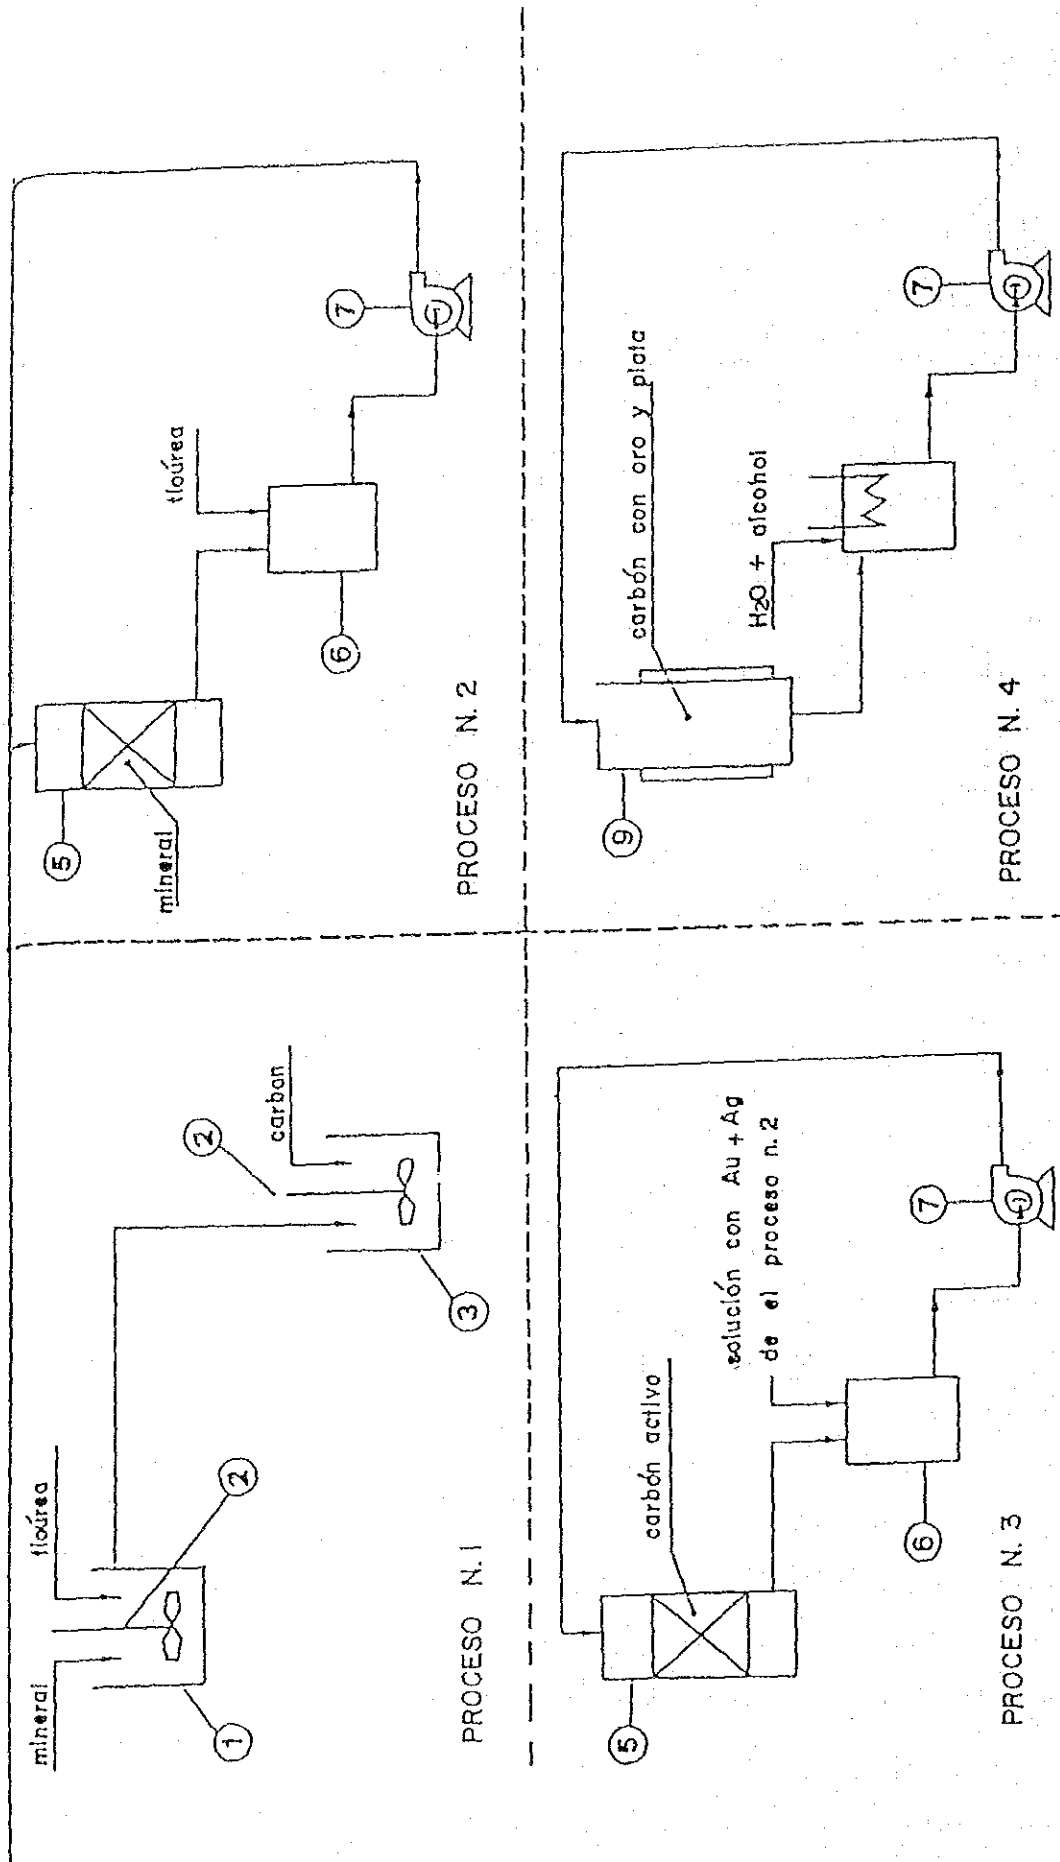 mineral
tioúrea
2
1
carbon
2
3
PROCESO N. 1
5
mineral
tioúrea
6
7
PROCESO N. 2
5
carbón activo
solución con Au + Ag
de el proceso n. 2
6
7
PROCESO N. 3
9
carbón con oro y plata
H₂O + alcohol
7
PROCESO N. 4